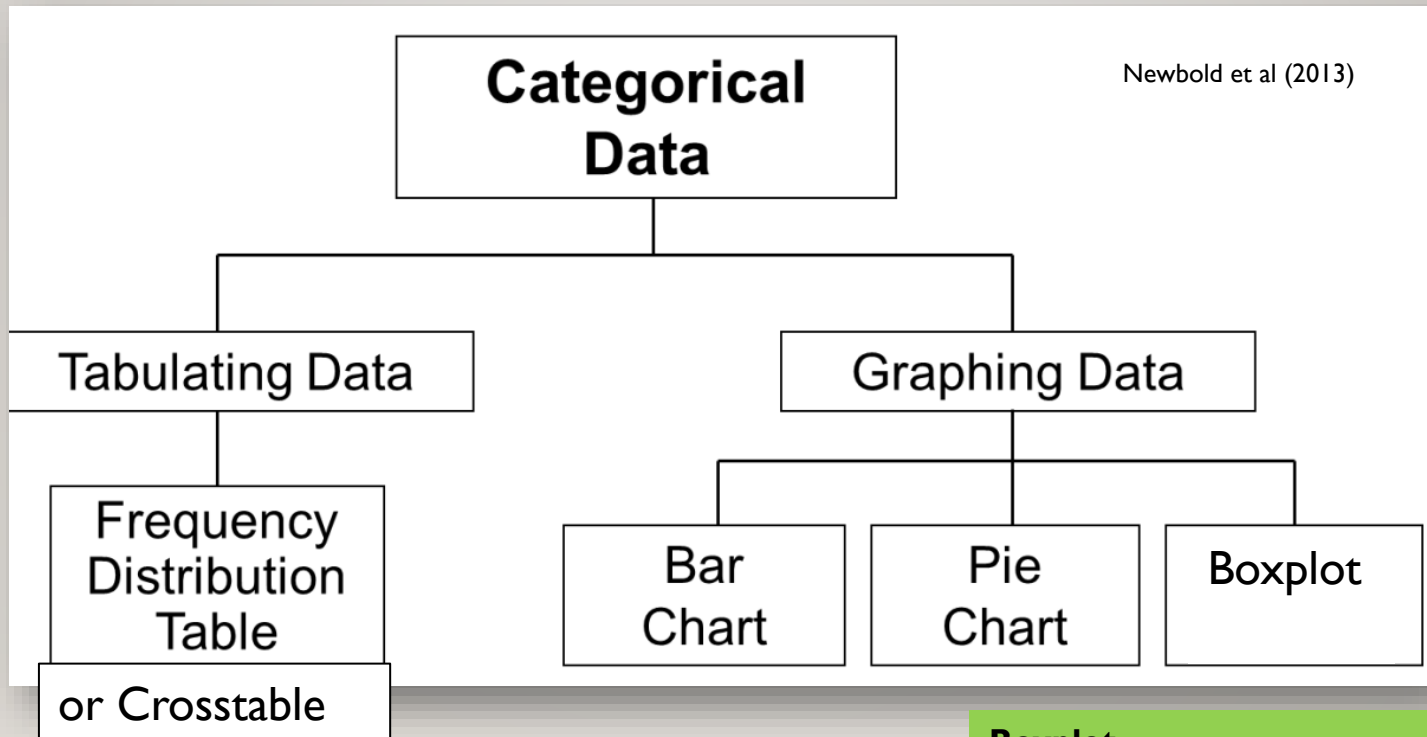 Categorical
Data
Newbold et al (2013)
Tabulating Data
Graphing Data
Frequency
Distribution
Table
or Crosstable
Bar
Chart
Pie
Chart
Boxplot
Boxplot